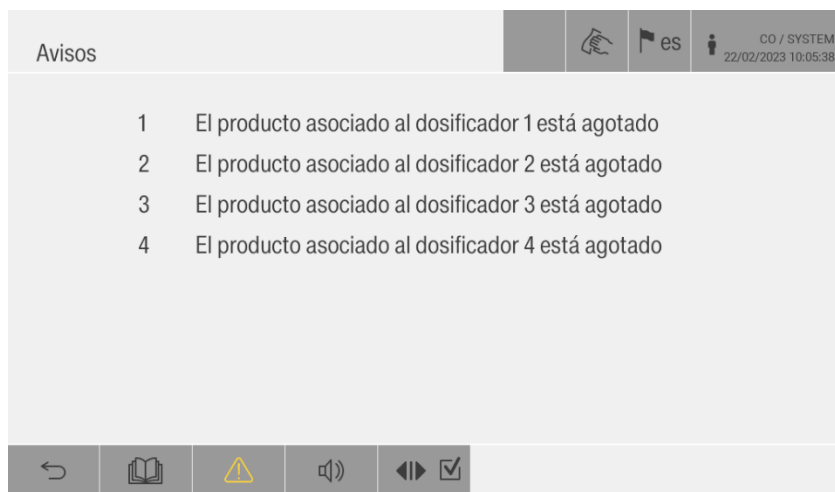 Avisos
es
CO / SYSTEM
22/02/2023 10:05:38
1 El producto asociado al dosificador 1 está agotado
2 El producto asociado al dosificador 2 está agotado
3 El producto asociado al dosificador 3 está agotado
4 El producto asociado al dosificador 4 está agotado